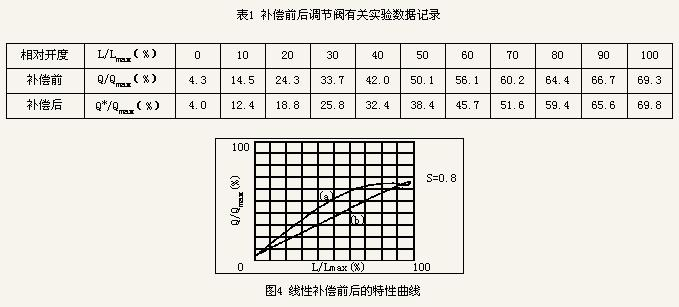 表1 补偿前后调节阀有关实验数据记录
相对开度 L/Lmax(%) 0 10 20 30 40 50 60 70 80 90 100
补偿前 Q/Qmax(%) 4.3 14.5 24.3 33.7 42.0 50.1 56.1 60.2 64.4 66.7 69.3
补偿后 Q*/Qmax(%) 4.0 12.4 18.8 25.8 32.4 38.4 45.7 51.6 59.4 65.6 69.8
100
S=0.8
(a)
(b)
Q/Qmax(%)
0 L/Lmax(%) 100
图4 线性补偿前后的特性曲线